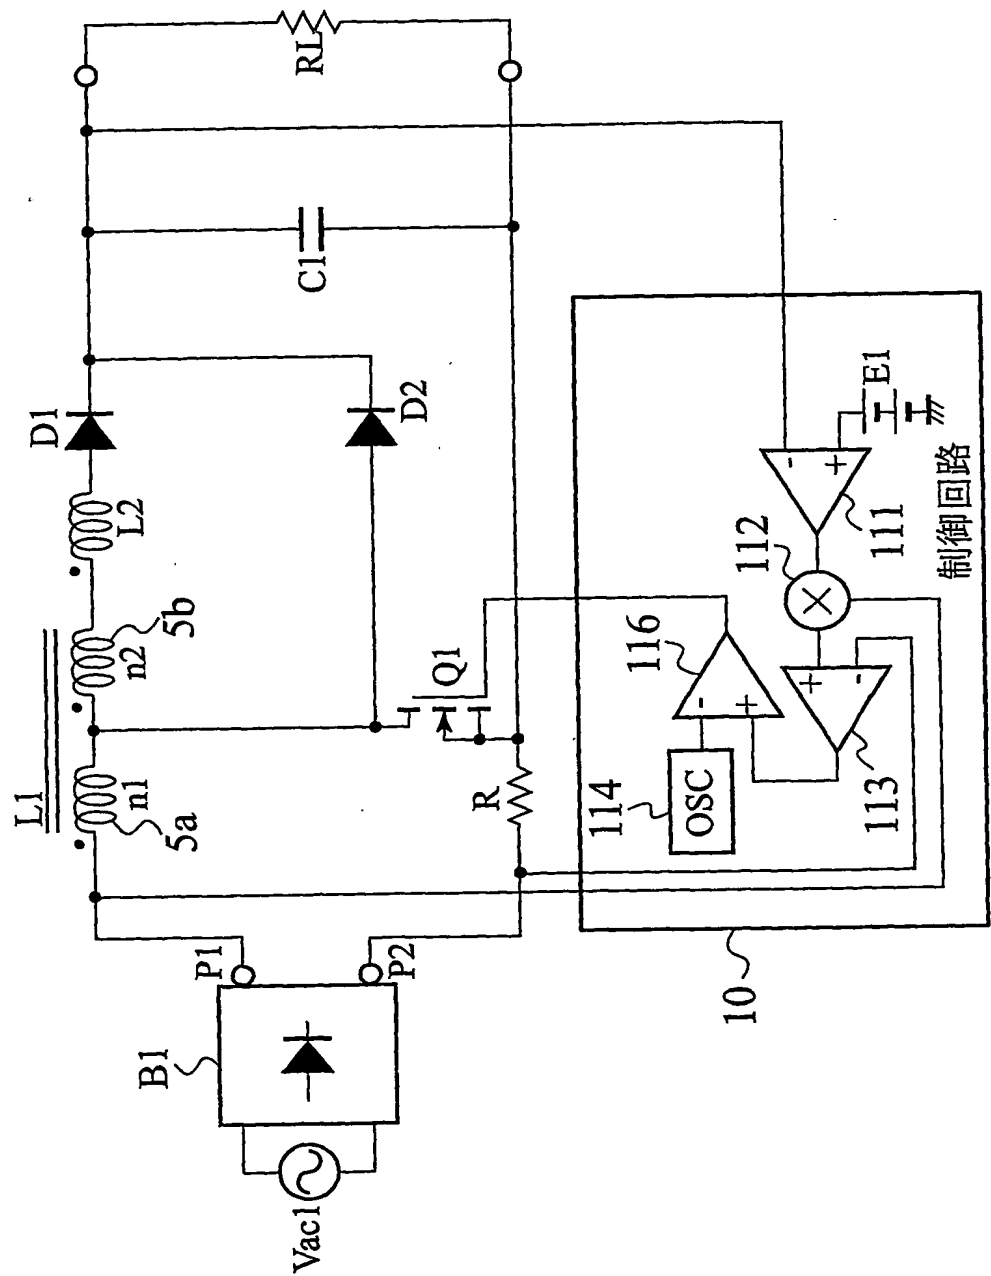 L1
5a
n1
5b
n2
L2
D1
D2
B1
P1
P2
Vac1
R
Q1
C1
RL
10
114
OSC
116
-
+
113
+
-
112
111
-
+
E1
制御回路